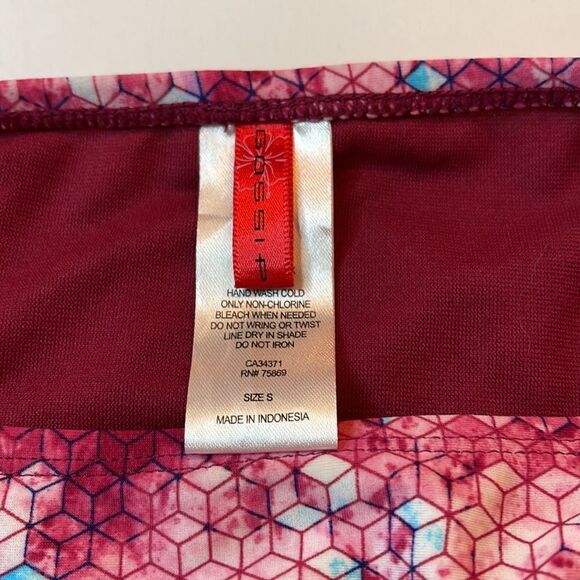 GOSSIP
HAND WASH COLD
ONLY NON-CHLORINE
BLEACH WHEN NEEDED
DO NOT WRING OR TWIST
LINE DRY IN SHADE
DO NOT IRON
CA34371
RN# 75869
SIZE S
MADE IN INDONESIA